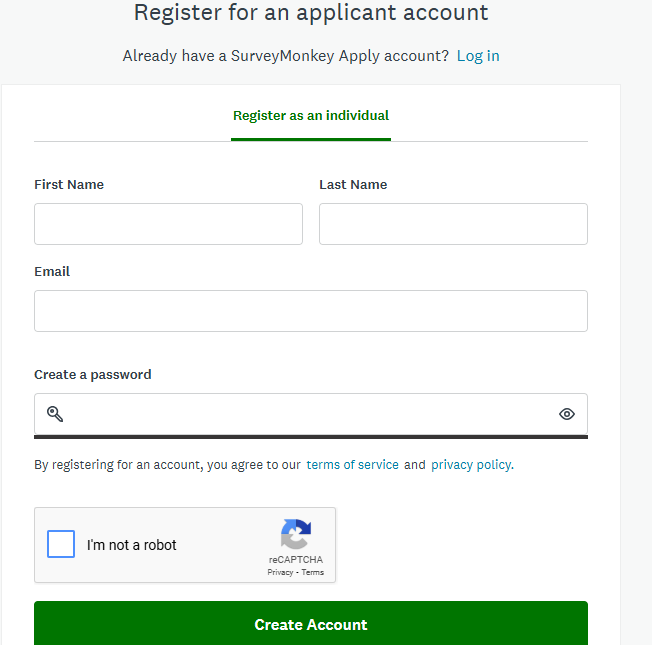 Register for an applicant account
Already have a SurveyMonkey Apply account? Log in
Register as an individual
First Name Last Name
Email
Create a password
By registering for an account, you agree to our terms of service and privacy policy.
I'm not a robot
reCAPTCHA
Privacy - Terms
Create Account